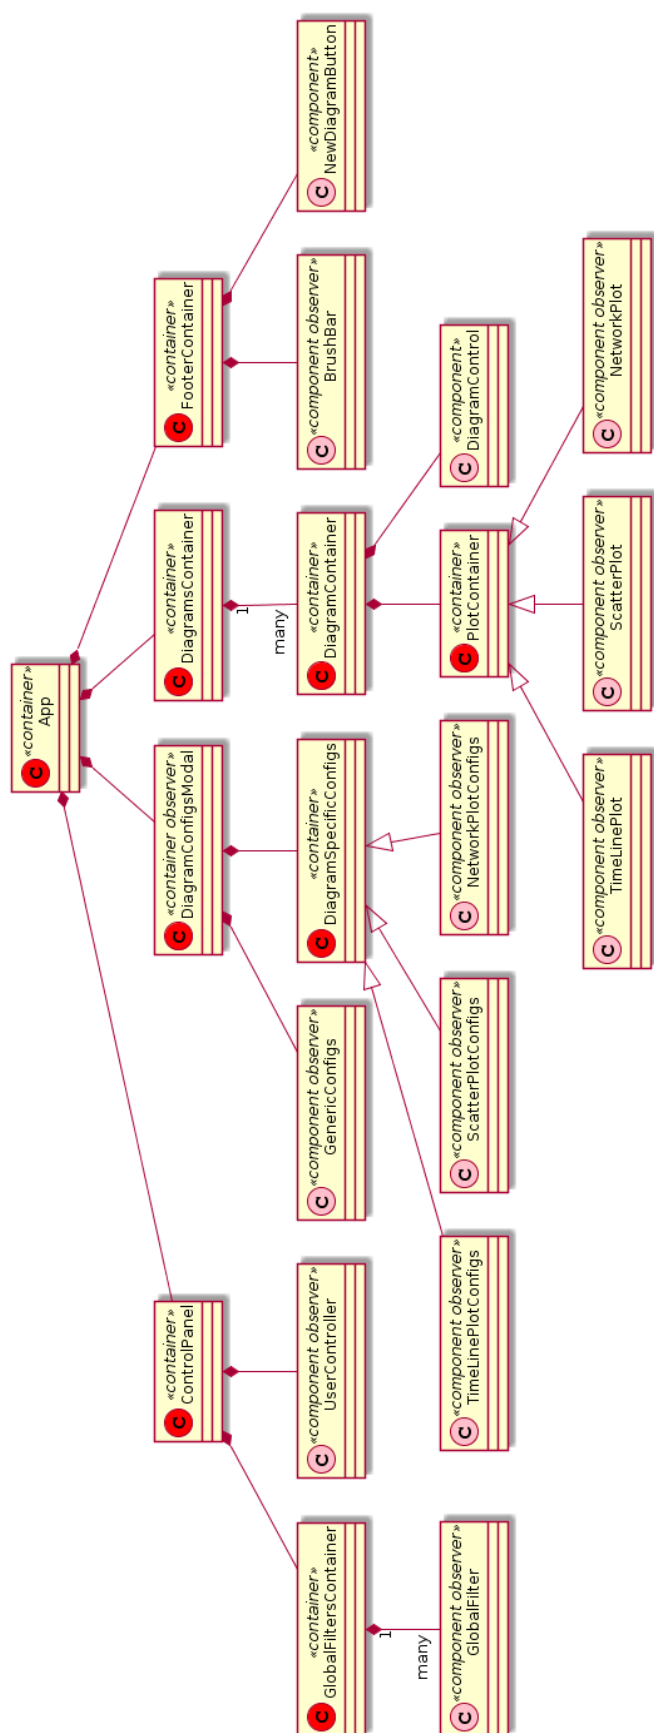 «container»
App
C
«container»
ControlPanel
C
«container observer»
DiagramConfigsModal
C
«container»
DiagramsContainer
C
«container»
FooterContainer
C
«container»
GlobalFiltersContainer
C
«component observer»
UserController
C
«component observer»
GenericConfigs
C
«container»
DiagramSpecificConfigs
C
1
many
«container»
DiagramContainer
C
«component observer»
BrushBar
C
«component»
NewDiagramButton
C
1
many
«component observer»
GlobalFilter
C
«component observer»
TimeLinePlotConfigs
C
«component observer»
ScatterPlotConfigs
C
«component observer»
NetworkPlotConfigs
C
«container»
PlotContainer
C
«component»
DiagramControl
C
«component observer»
TimeLinePlot
C
«component observer»
ScatterPlot
C
«component observer»
NetworkPlot
C